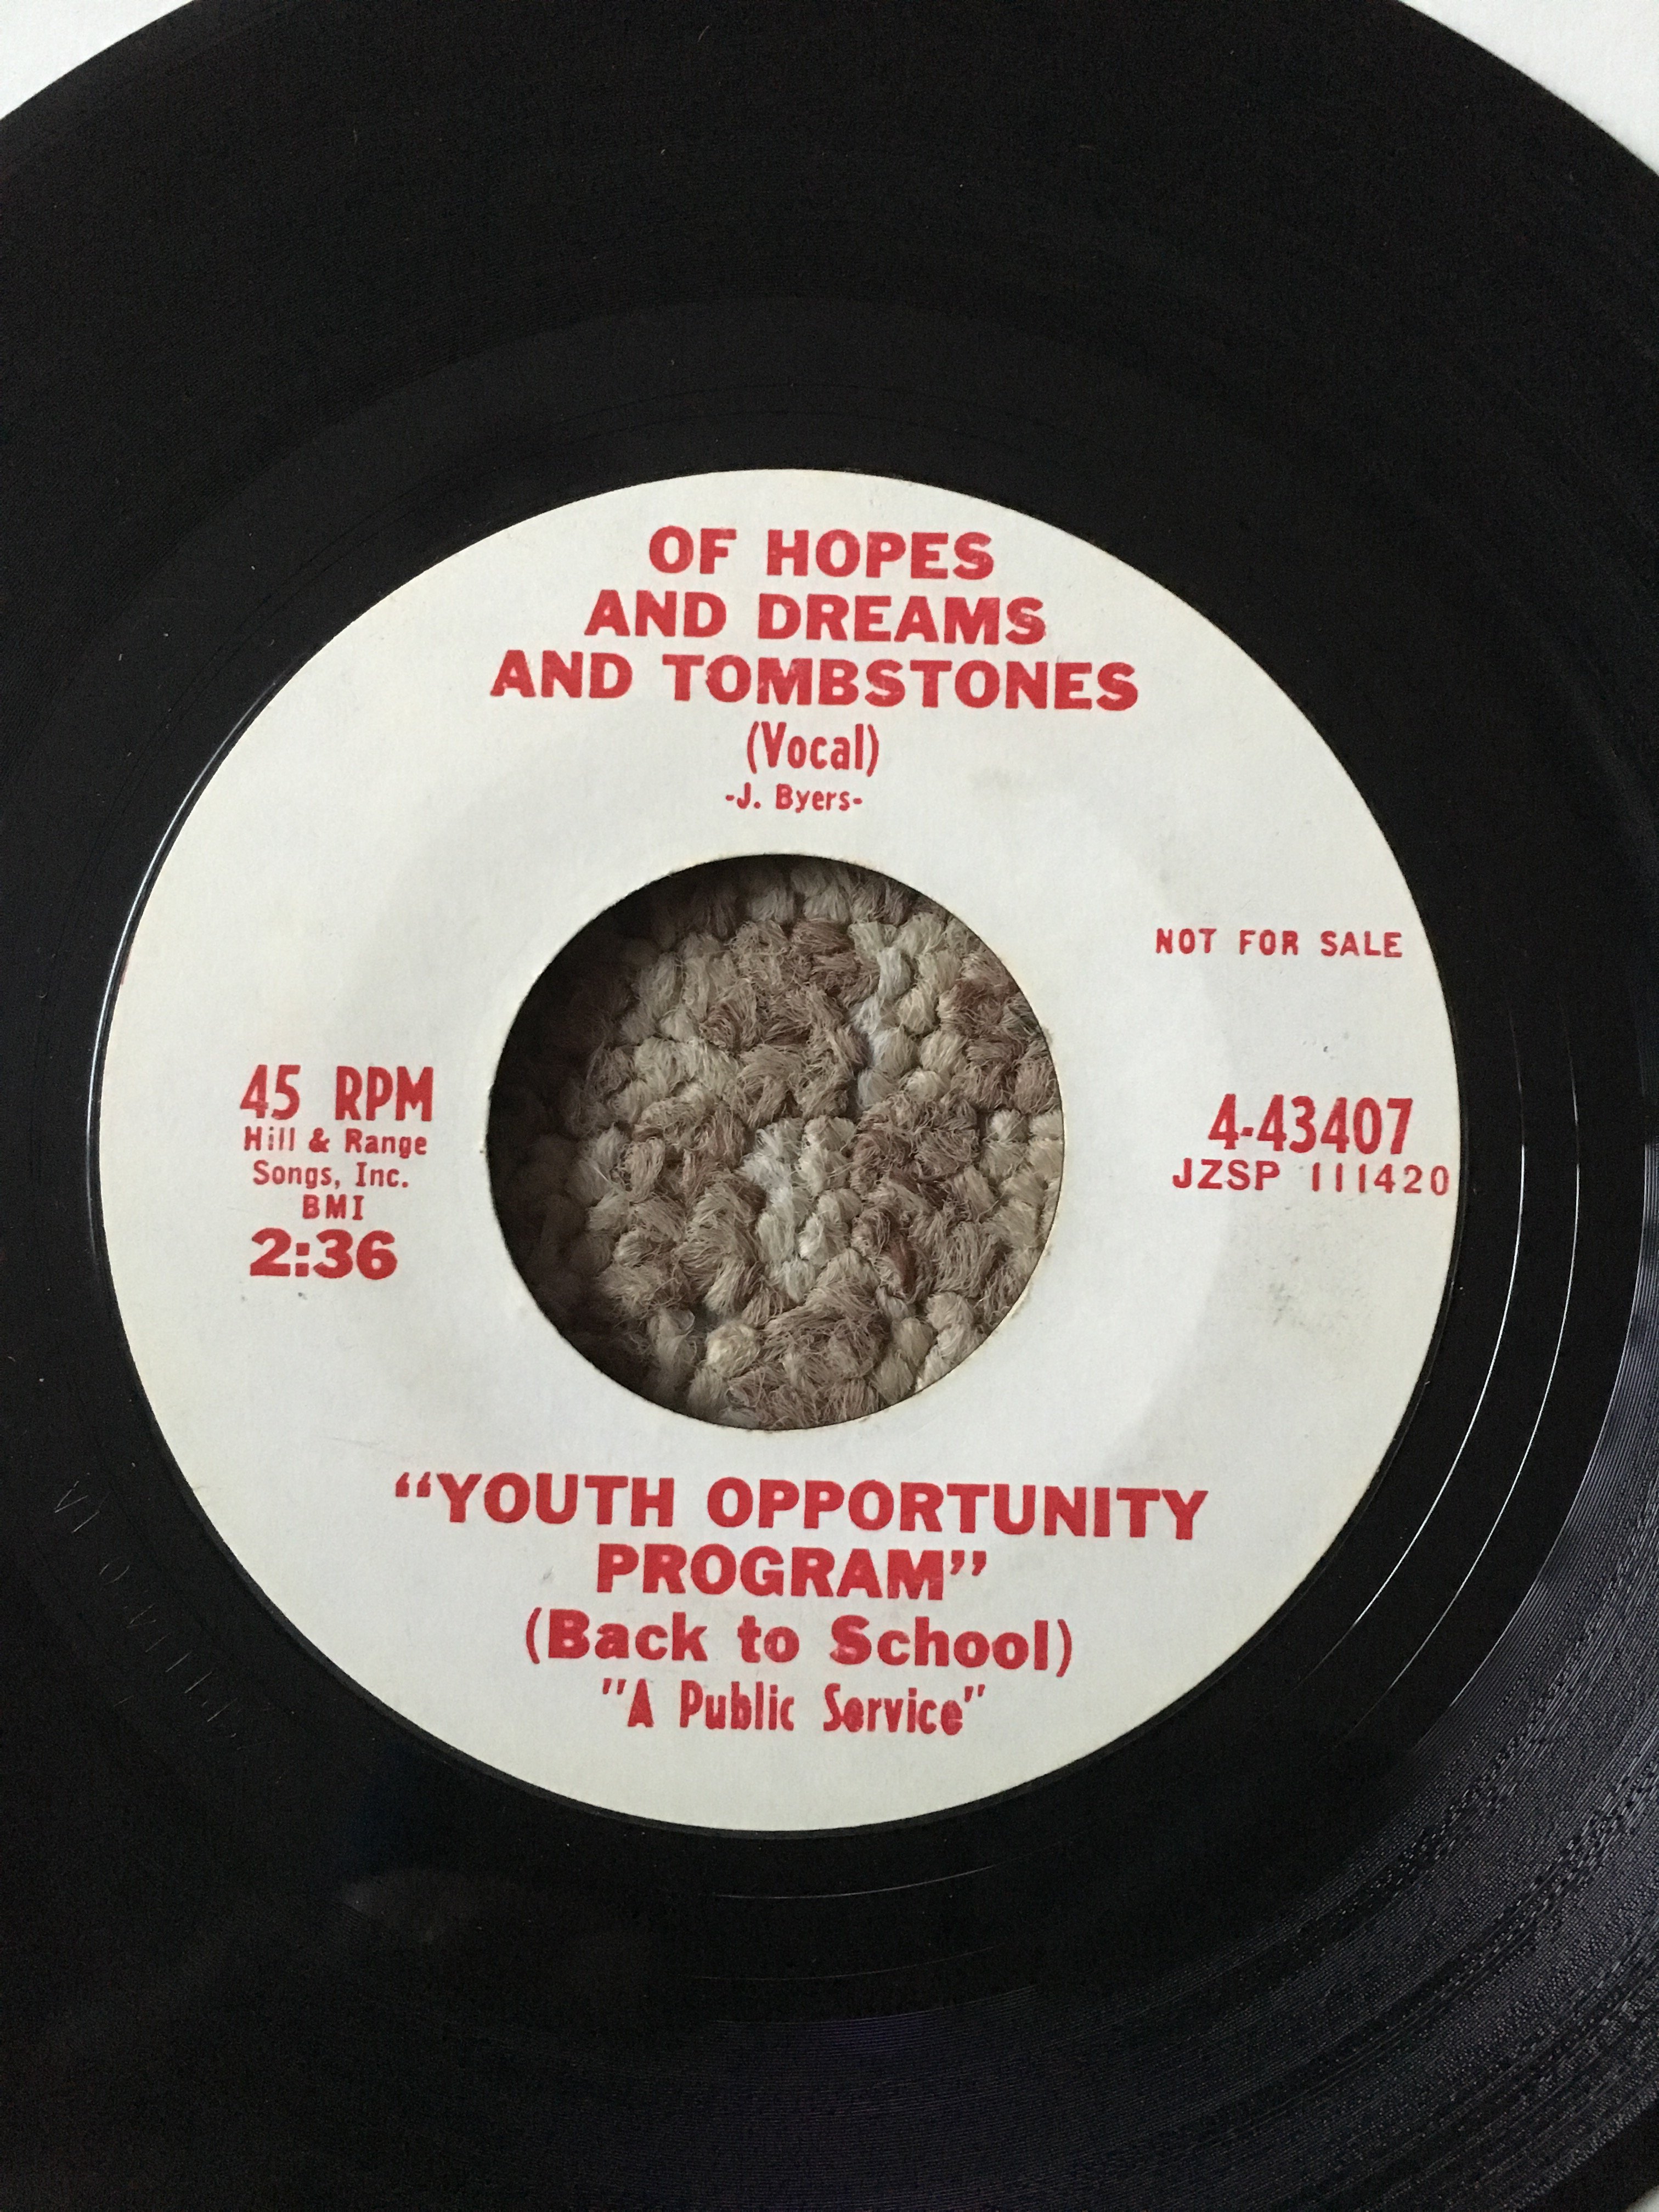 OF HOPES
AND DREAMS
AND TOMBSTONES
(Vocal)
-J. Byers-
NOT FOR SALE
45 RPM
Hill & Range
Songs, Inc.
BMI
2:36
4-43407
JZSP 111420
"YOUTH OPPORTUNITY
PROGRAM"
(Back to School)
"A Public Service"